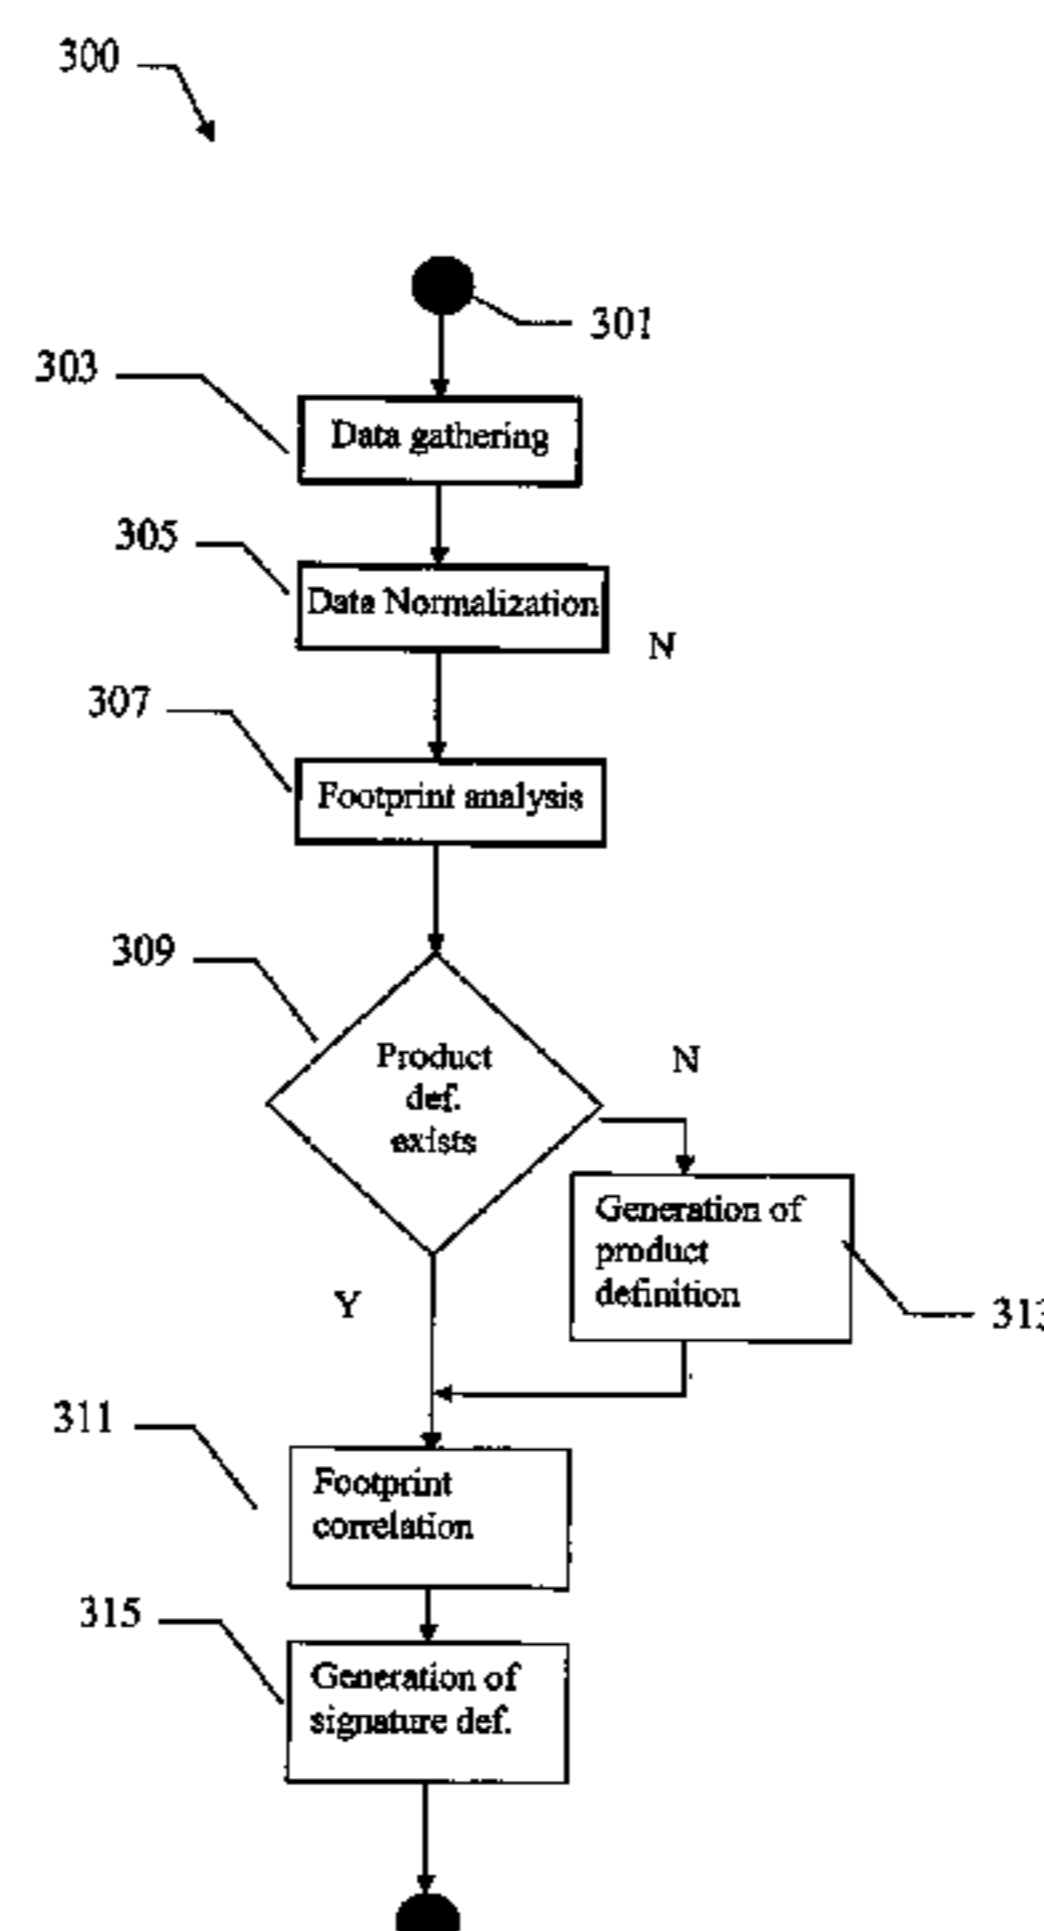 300
301
303
Data gathering
305
Data Normalization
N
307
Footprint analysis
309
Product
def.
exists
N
Generation of
product
definition
313
Y
311
Footprint
correlation
315
Generation of
signature def.